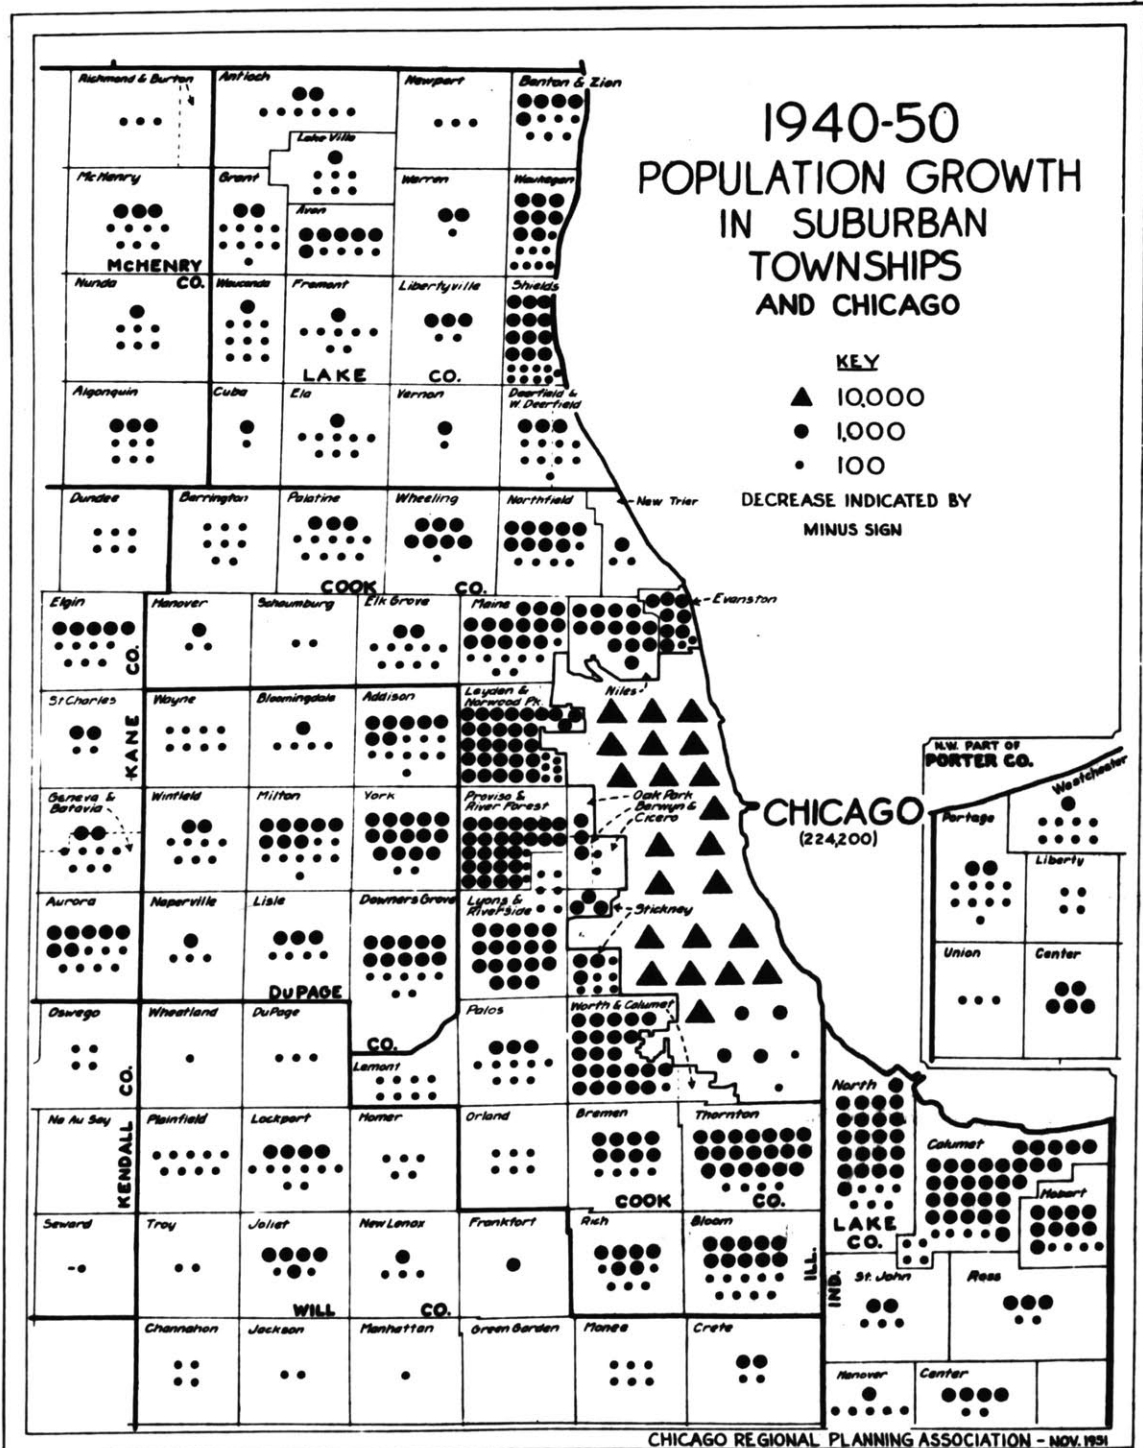 1940-50
POPULATION GROWTH
IN SUBURBAN
TOWNSHIPS
AND CHICAGO
KEY
10,000
1,000
100
DECREASE INDICATED BY
MINUS SIGN
Richmond & Burton
Antioch
Newport
Benton & Zion
Lake Villa
McHenry
Grant
Avon
Warren
Waukegan
McHENRY
CO.
Nunda
Wauconda
Fremont
Libertyville
Shields
LAKE CO.
Algonquin
Cuba
Ela
Vernon
Deerfield &
W. Deerfield
Dundee
Barrington
Palatine
Wheeling
Northfield
New Trier
COOK CO.
Elgin
Hanover
Schaumburg
Elk Grove
Maine
Evanston
Niles
KANE CO.
St Charles
Wayne
Bloomingdale
Addison
Leyden &
Norwood Pk.
Geneva &
Batavia
Winfield
Milton
York
Proviso &
River Forest
Oak Park
Berwyn &
Cicero
CHICAGO
(224,200)
N.W. PART OF
PORTER CO.
Westchester
Portage
Liberty
Union
Center
Aurora
Naperville
Lisle
Downers Grove
Lyons &
Riverside
Stickney
DuPAGE
CO.
Oswego
Wheatland
DuPage
Lemont
Palos
Worth & Calumet
KENDALL CO.
Na Au Say
Plainfield
Lockport
Homer
Orland
Bremen
Thornton
COOK CO.
North
Calumet
Hobart
LAKE
CO.
Seward
Troy
Joliet
New Lenox
Frankfort
Rich
Bloom
ILL.
IND.
St. John
Ross
WILL CO.
Channahon
Jackson
Manhattan
Green Garden
Monee
Crete
Hanover
Center
CHICAGO REGIONAL PLANNING ASSOCIATION - NOV. 1951